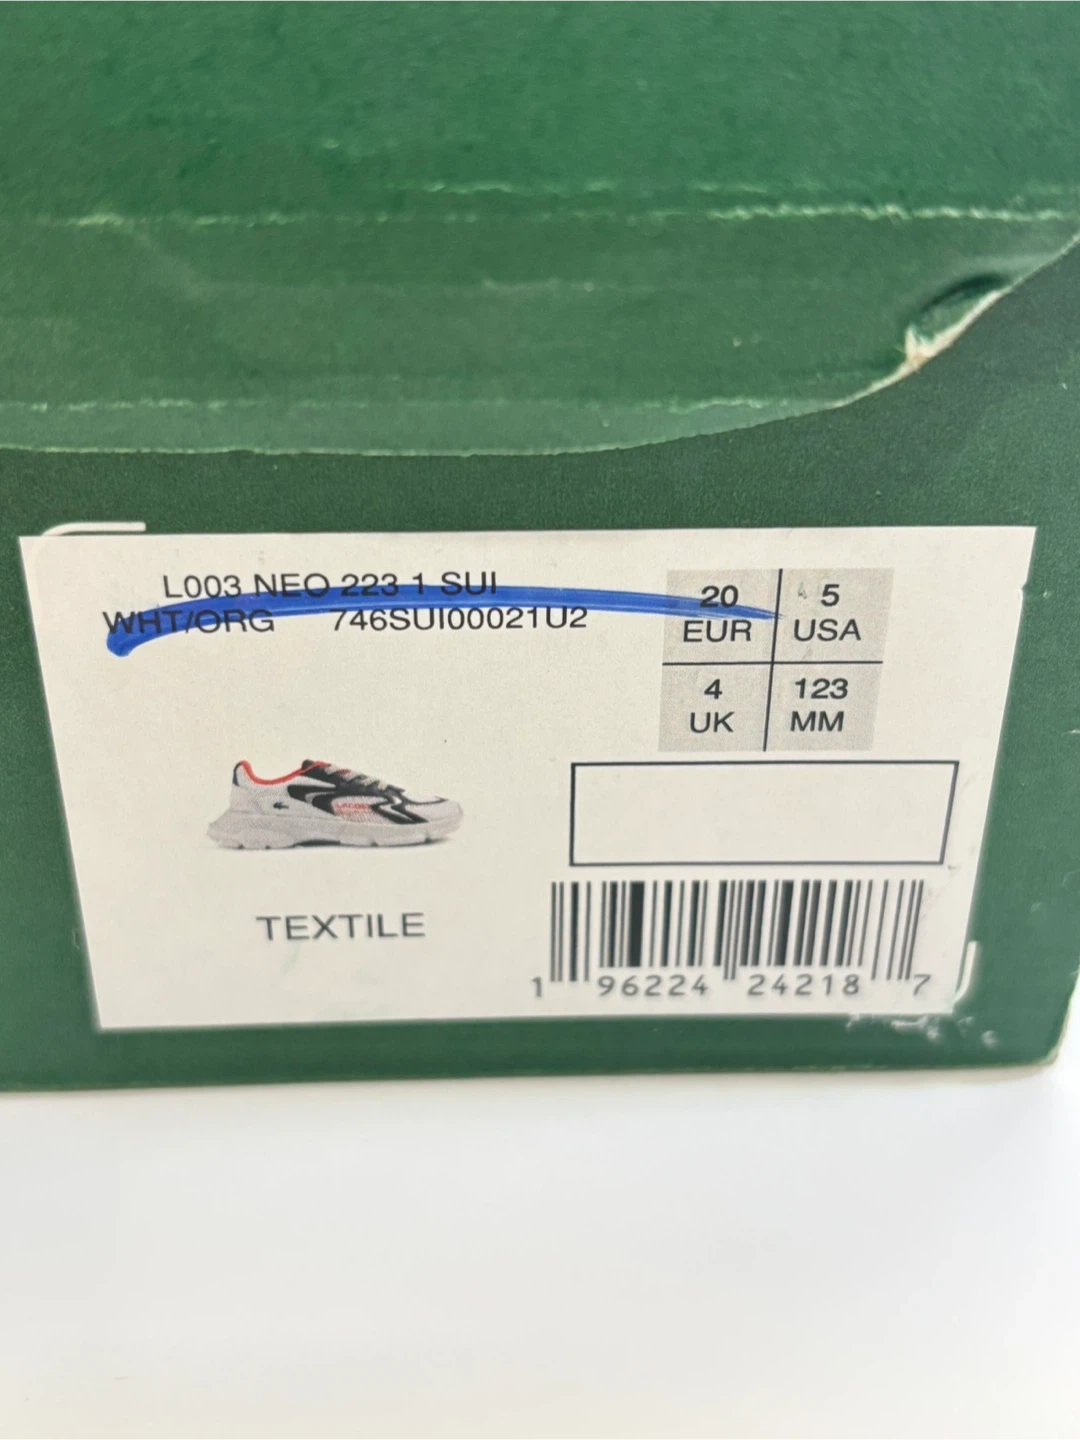 L003 NEO 223 1 SUI
WHT/ORG 746SUI00021U2
20 EUR
5 USA
4 UK
123 MM
TEXTILE
1 96224 24218 7